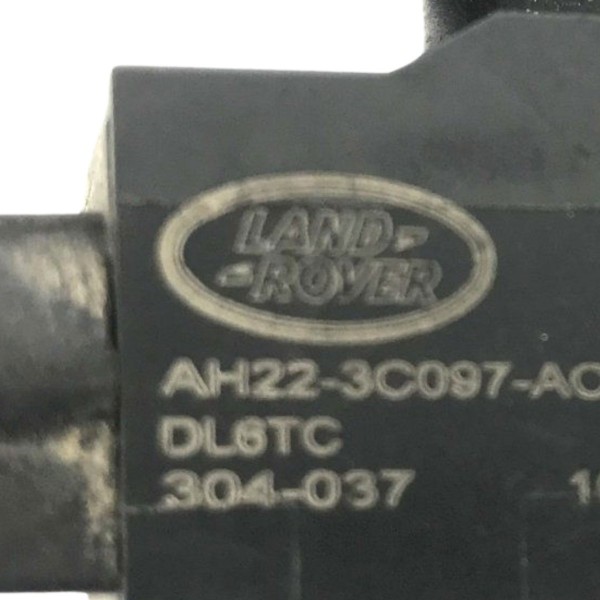 LAND
ROVER
AH22-3C097-AC
DL6TC
304-037